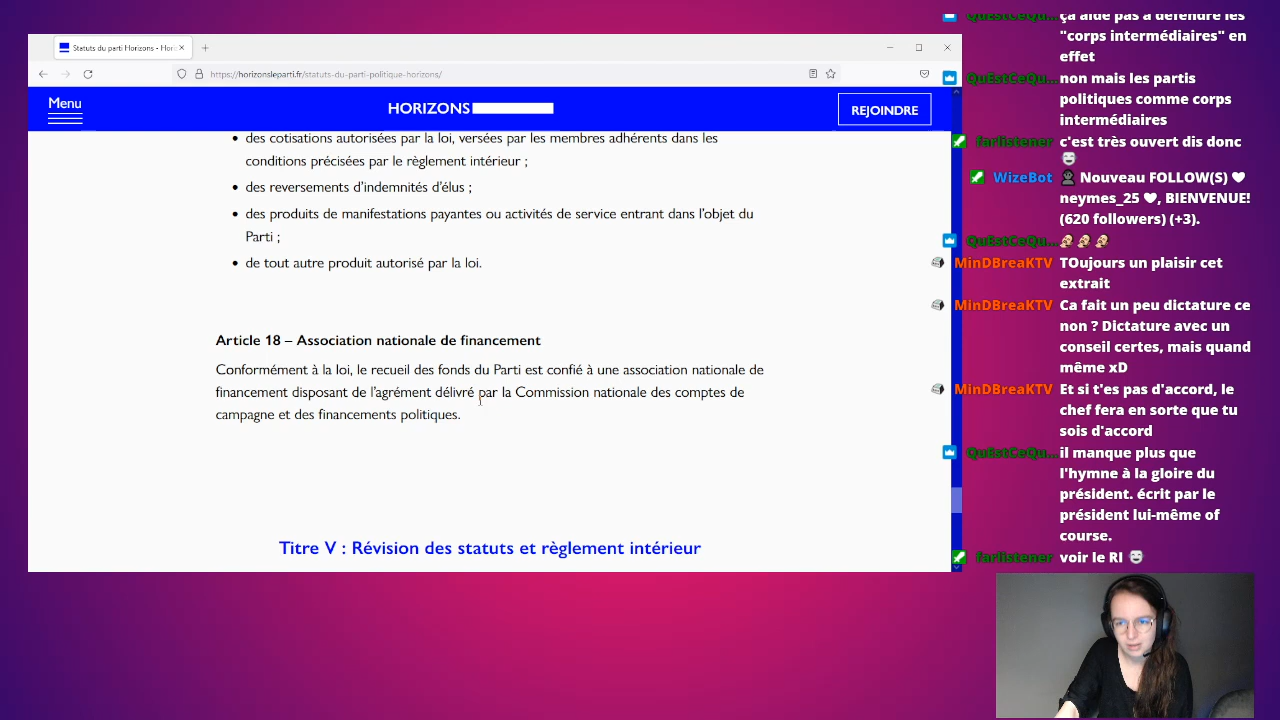 Statuts du parti Horizons • Hori
https://horizonsleparti.fr/statuts-du-parti-politique-horizons/
Menu
HORIZONS
REJOINDRE
des cotisations autorisées par la loi, versées par les membres adhérents dans les
conditions précisées par le règlement intérieur ;
des reversements d'indemnités d'élus ;
des produits de manifestations payantes ou activités de service entrant dans l'objet du
Parti ;
de tout autre produit autorisé par la loi.
Article 18 – Association nationale de financement
Conformément à la loi, le recueil des fonds du Parti est confié à une association nationale de
financement disposant de l'agrément délivré par la Commission nationale des comptes de
campagne et des financements politiques.
Titre V : Révision des statuts et règlement intérieur
QuEstCeQu... ça aide pas à défendre les
"corps intermédiaires" en
effet
QuEstCeQu... non mais les partis
politiques comme corps
intermédiaires
farlistener c'est très ouvert dis donc
WizeBot Nouveau FOLLOW(S)
neymes_25, BIENVENUE!
(620 followers) (+3).
QuEstCeQu...
MinDBreaKTV TOujours un plaisir cet
extrait
MinDBreaKTV Ca fait un peu dictature ce
non ? Dictature avec un
conseil certes, mais quand
même xD
MinDBreaKTV Et si t'es pas d'accord, le
chef fera en sorte que tu
sois d'accord
QuEstCeQu... il manque plus que
l'hymne à la gloire du
président. écrit par le
président lui-même of
course.
farlistener voir le RI